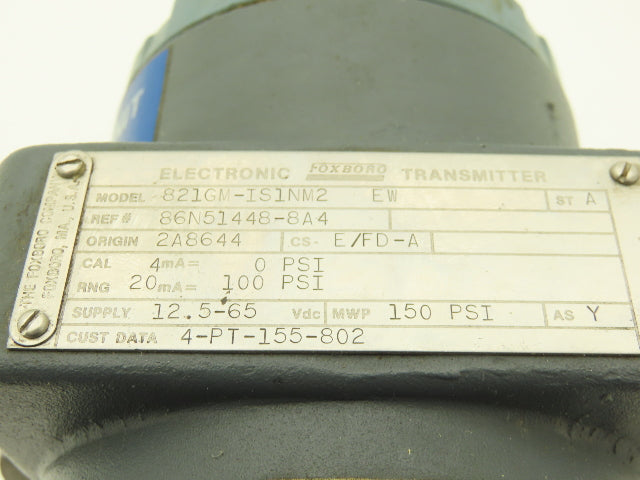 ELECTRONIC FOXBORO TRANSMITTER
MODEL 821GM-IS1NM2 EW ST A
REF# 86N51448-8A4
ORIGIN 2A8644 CS- E/FD-A
CAL 4mA= 0 PSI
RNG 20mA= 100 PSI
SUPPLY 12.5-65 Vdc MWP 150 PSI AS Y
CUST DATA 4-PT-155-802
THE FOXBORO COMPANY
FOXBORO, MA, U.S.A.